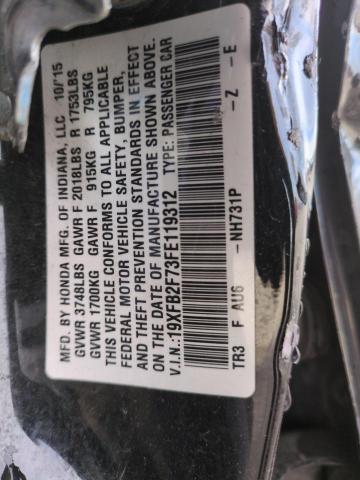 MFD. BY HONDA MFG. OF INDIANA, LLC 10/15
GVWR 3748LBS GAWR F 2018LBS R 1753LBS
GVWR 1700KG GAWR F 915KG R 795KG
THIS VEHICLE CONFORMS TO ALL APPLICABLE
FEDERAL MOTOR VEHICLE SAFETY, BUMPER,
AND THEFT PREVENTION STANDARDS IN EFFECT
ON THE DATE OF MANUFACTURE SHOWN ABOVE.
V.I.N.:19XFB2F73FE119312 TYPE: PASSENGER CAR
TR3 F AUG -NH731P -Z -E